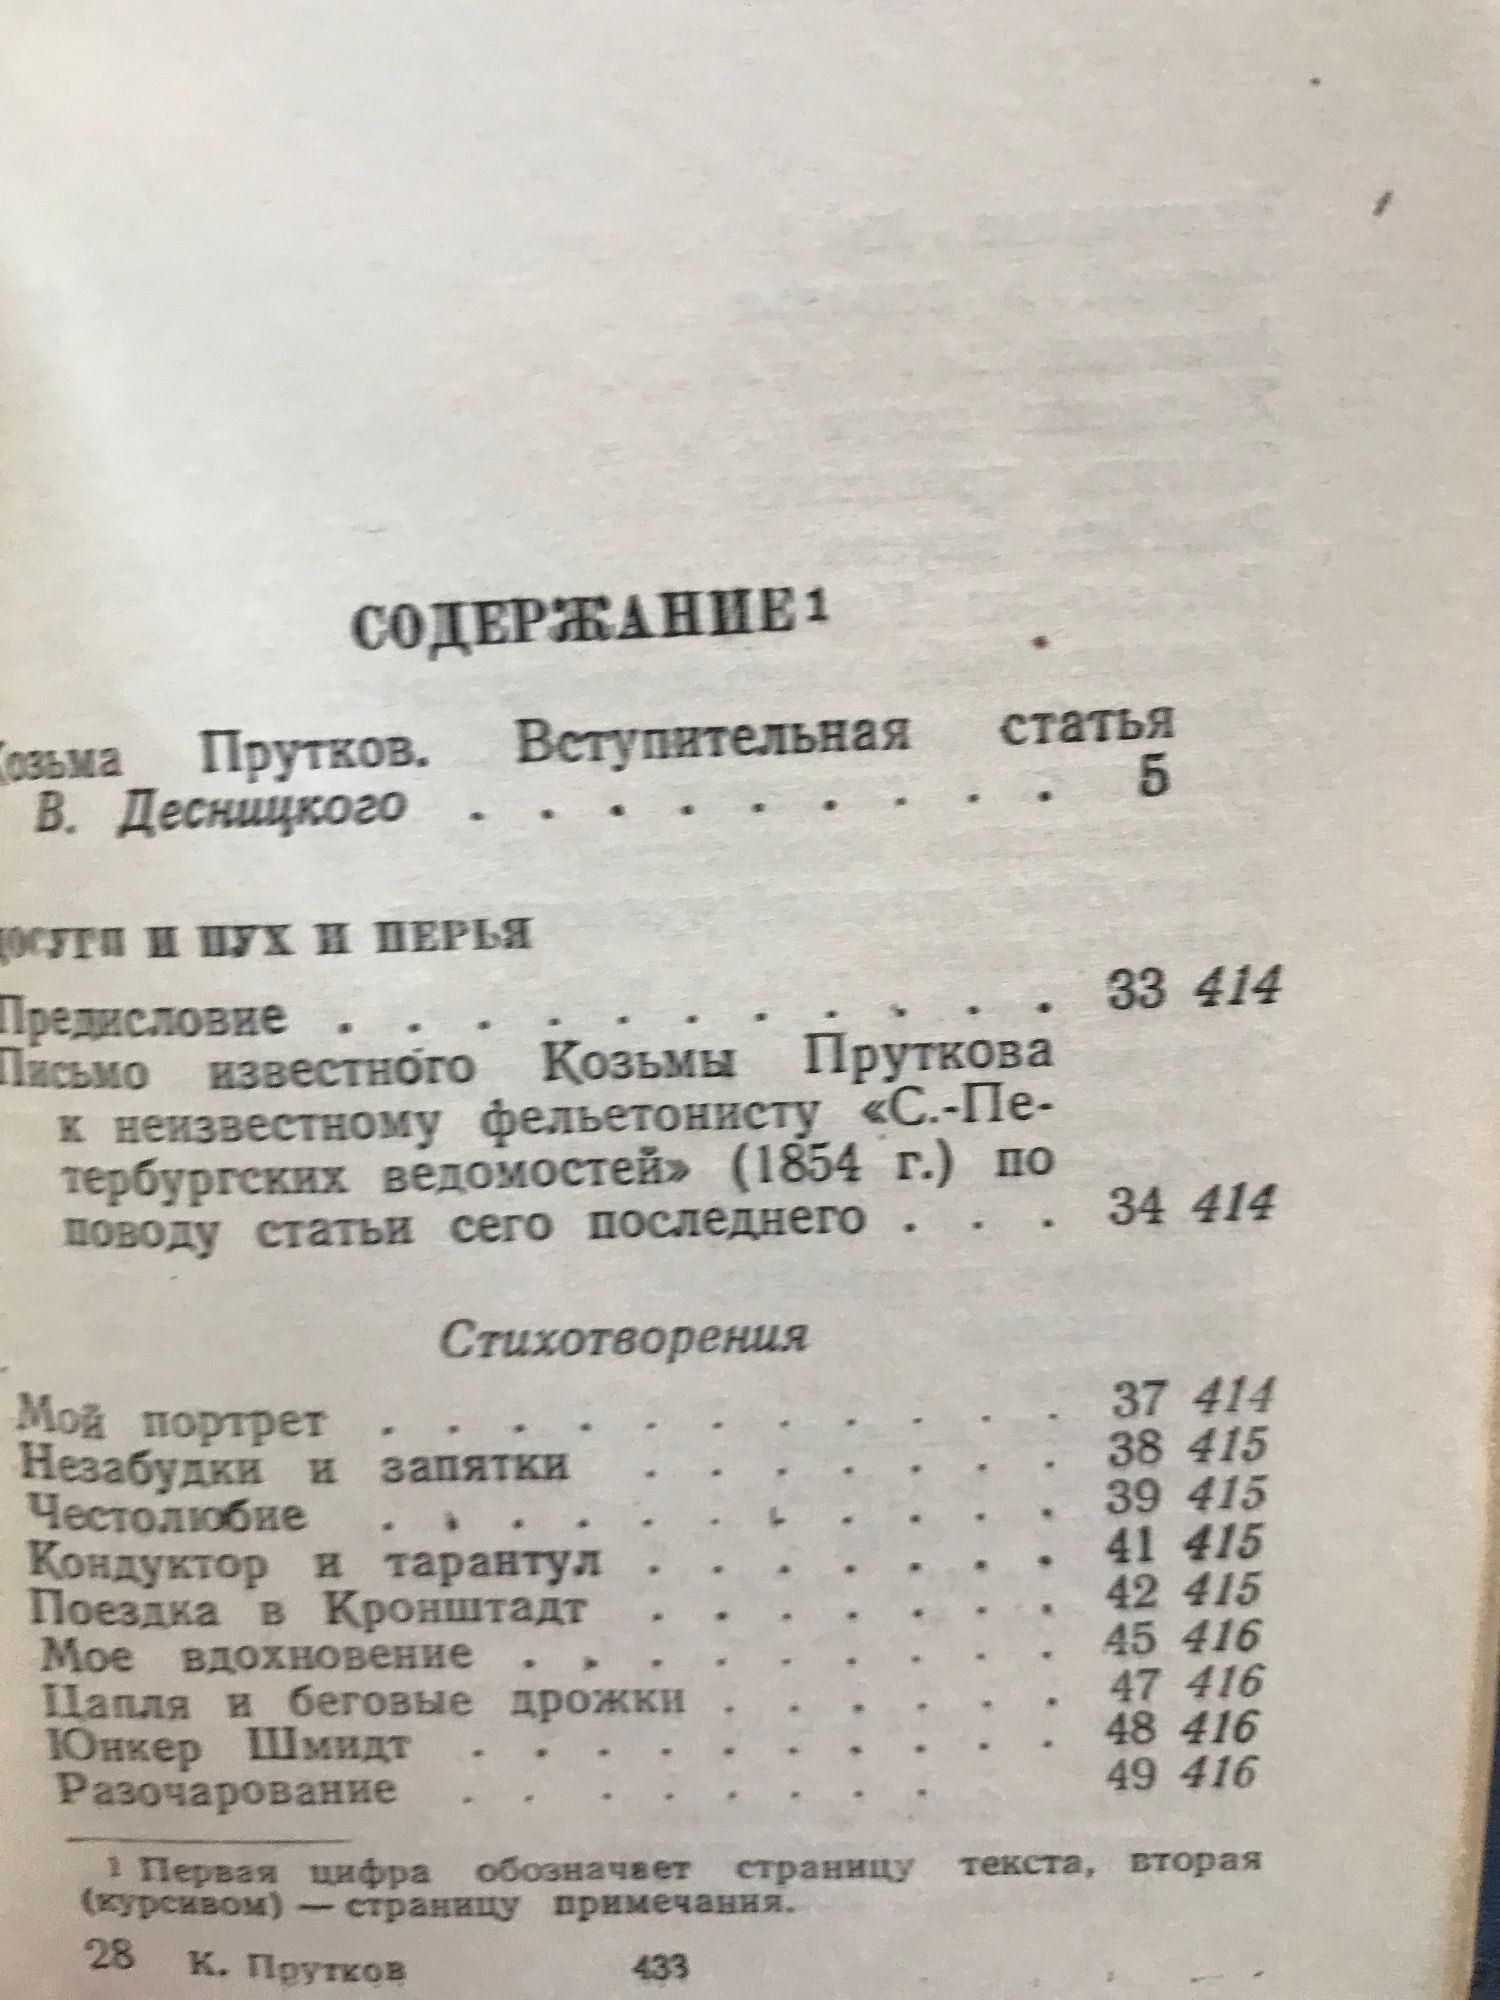 СОДЕРЖАНИЕ¹
Козьма Прутков. Вступительная статья
В. Десницкого . . . . . . . . . 5
ДОСУГИ И ПУХ И ПЕРЬЯ
Предисловие . . . . . . . . . . . 33 414
Письмо известного Козьмы Пруткова
к неизвестному фельетонисту «С.-Пе-
тербургских ведомостей» (1854 г.) по
поводу статьи сего последнего . . . 34 414
Стихотворения
Мой портрет . . . . . . . . . . . 37 414
Незабудки и запятки . . . . . . . 38 415
Честолюбие . . . . . . . . . . . 39 415
Кондуктор и тарантул . . . . . . . 41 415
Поездка в Кронштадт . . . . . . . 42 415
Мое вдохновение . . . . . . . . . 45 416
Цапля и беговые дрожки . . . . . . 47 416
Юнкер Шмидт . . . . . . . . . . 48 416
Разочарование . . . . . . . . 49 416
¹ Первая цифра обозначает страницу текста, вторая
(курсивом) — страницу примечания.
28 К. Прутков 433